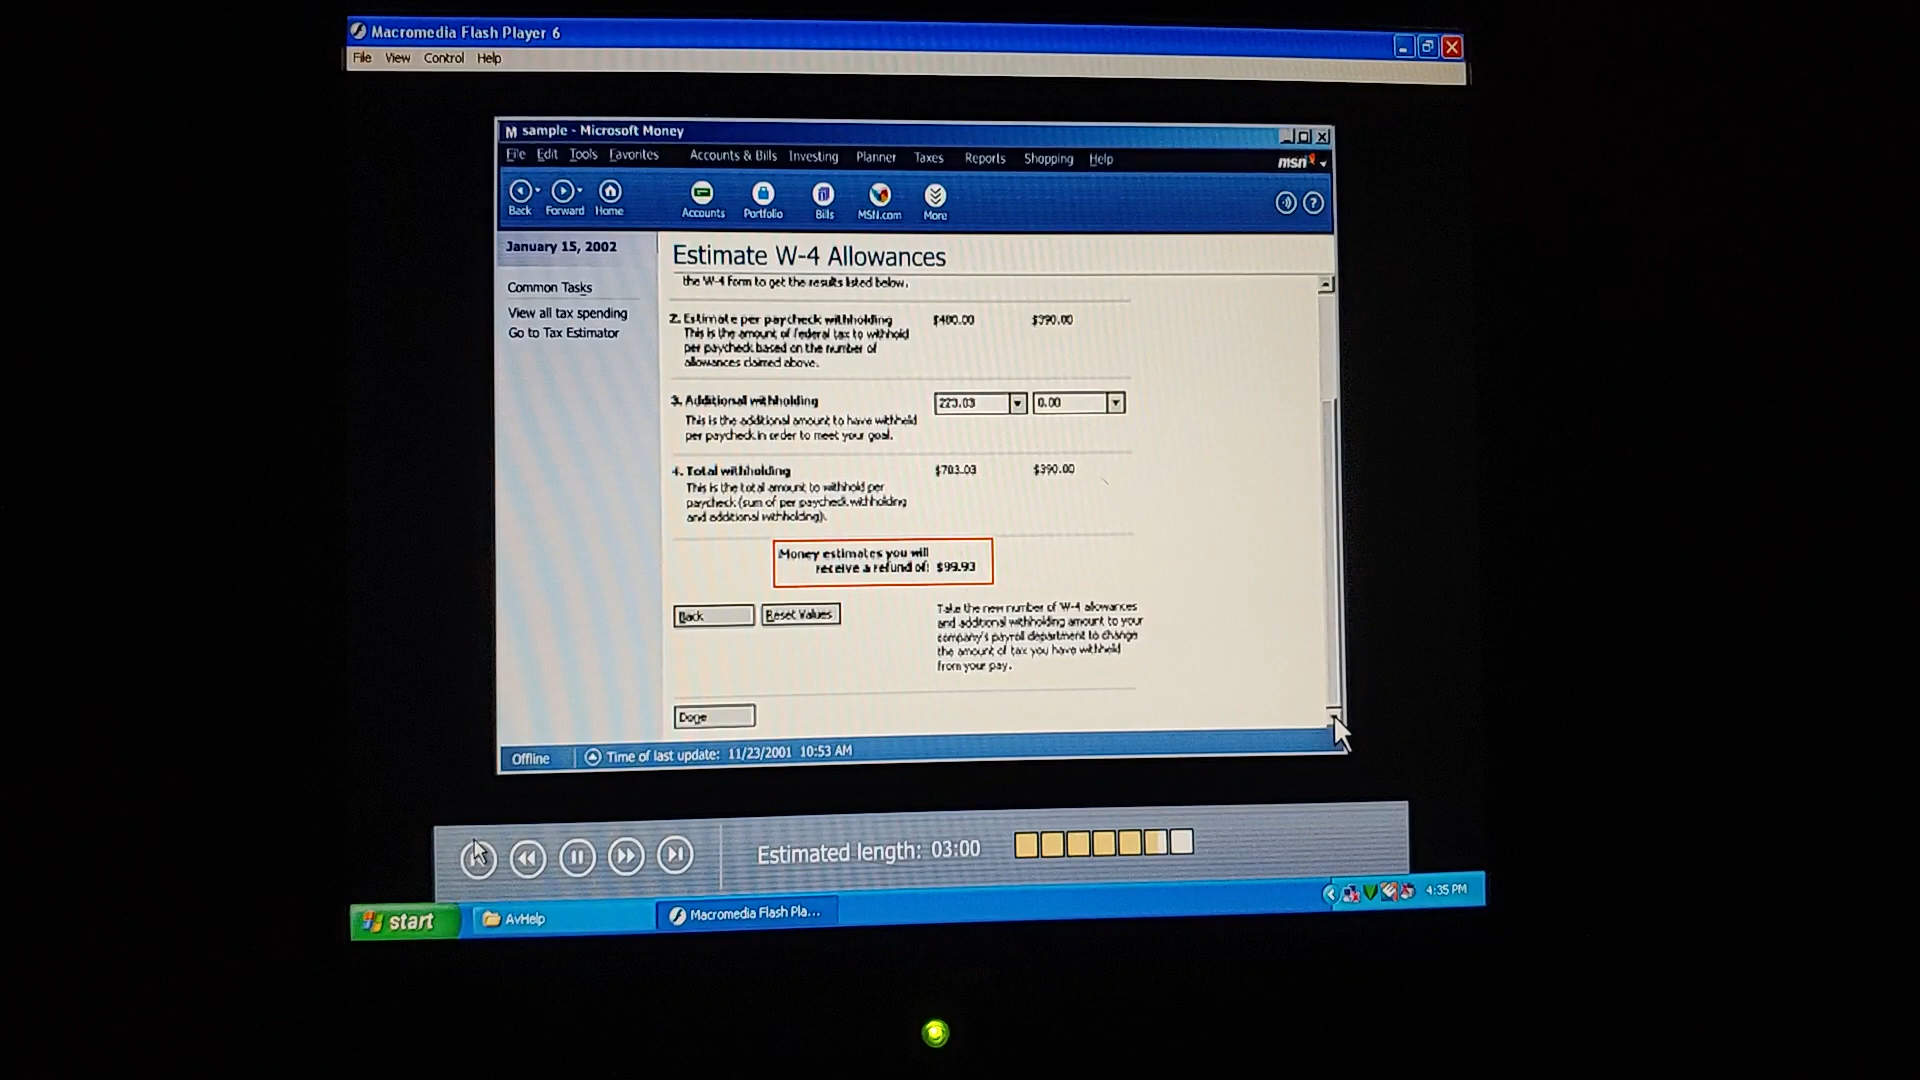 Macromedia Flash Player 6
File View Control Help
sample - Microsoft Money
File Edit Tools Favorites Accounts & Bills Investing Planner Taxes Reports Shopping Help
msn
Back Forward Home Accounts Portfolio Bills MSN.com More
January 15, 2002
Common Tasks
View all tax spending
Go to Tax Estimator
Estimate W-4 Allowances
the W-4 form to get the results listed below.
2. Estimate per paycheck withholding $480.00 $390.00
This is the amount of federal tax to withhold
per paycheck based on the number of
allowances claimed above.
3. Additional withholding 223.03 0.00
This is the additional amount to have withheld
per paycheck in order to meet your goal.
4. Total withholding $703.03 $390.00
This is the total amount to withhold per
paycheck (sum of per paycheck withholding
and additional withholding).
Money estimates you will
receive a refund of: $99.93
Back Reset Values
Take the new number of W-4 allowances
and additional withholding amount to your
company's payroll department to change
the amount of tax you have withheld
from your pay.
Done
Offline Time of last update: 11/23/2001 10:53 AM
Estimated length: 03:00
start AvHelp Macromedia Flash Pla... 4:35 PM